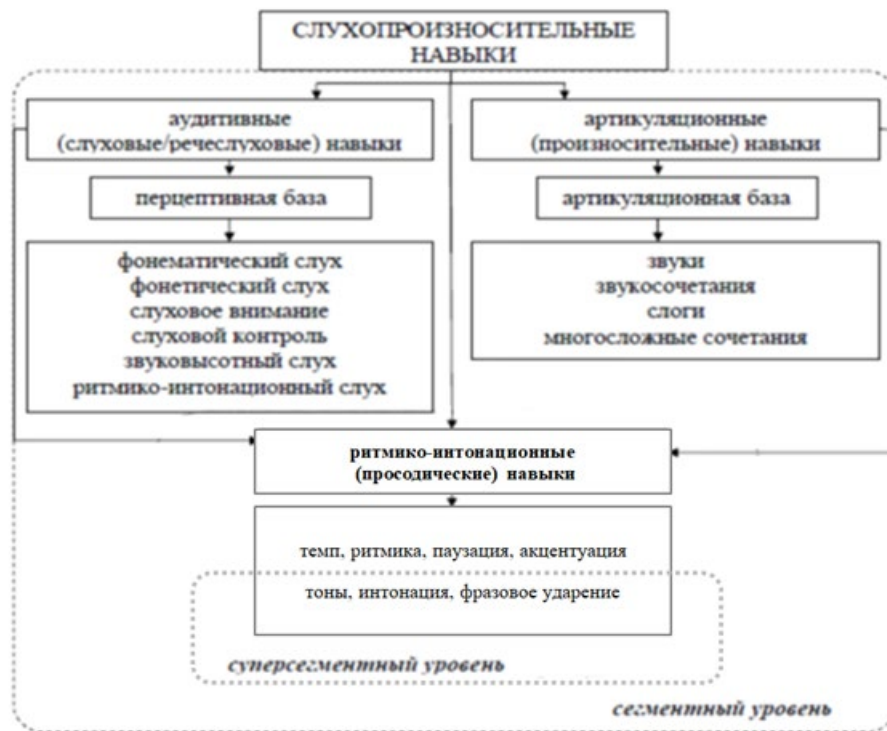 СЛУХОПРОИЗНОСИТЕЛЬНЫЕ
НАВЫКИ
аудитивные
(слуховые/речеслуховые) навыки
артикуляционные
(произносительные) навыки
перцептивная база
артикуляционная база
фонематический слух
фонетический слух
слуховое внимание
слуховой контроль
звуковысотный слух
ритмико-интонационный слух
звуки
звукосочетания
слоги
многосложные сочетания
ритмико-интонационные
(просодические) навыки
темп, ритмика, паузация, акцентуация
тоны, интонация, фразовое ударение
суперсегментный уровень
сегментный уровень